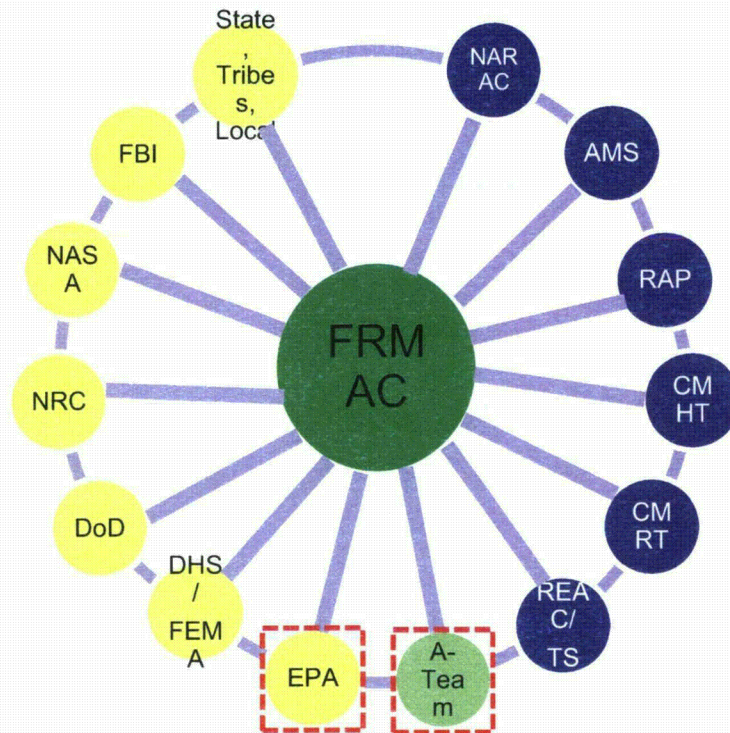 State
,
Tribe
s,
Local
NAR
AC
FBI
AMS
NAS
A
RAP
FRM
AC
NRC
CM
HT
DoD
CM
RT
DHS
/
FEM
A
REA
C/
TS
EPA
A-
Tea
m